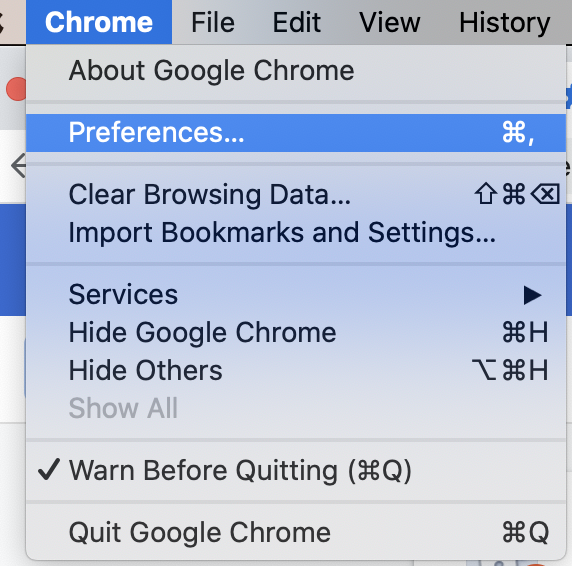 Chrome File Edit View History
About Google Chrome
Preferences... ⌘,
Clear Browsing Data... ⇧⌘⌫
Import Bookmarks and Settings...
Services ▶
Hide Google Chrome ⌘H
Hide Others ⌥⌘H
Show All
✓ Warn Before Quitting (⌘Q)
Quit Google Chrome ⌘Q